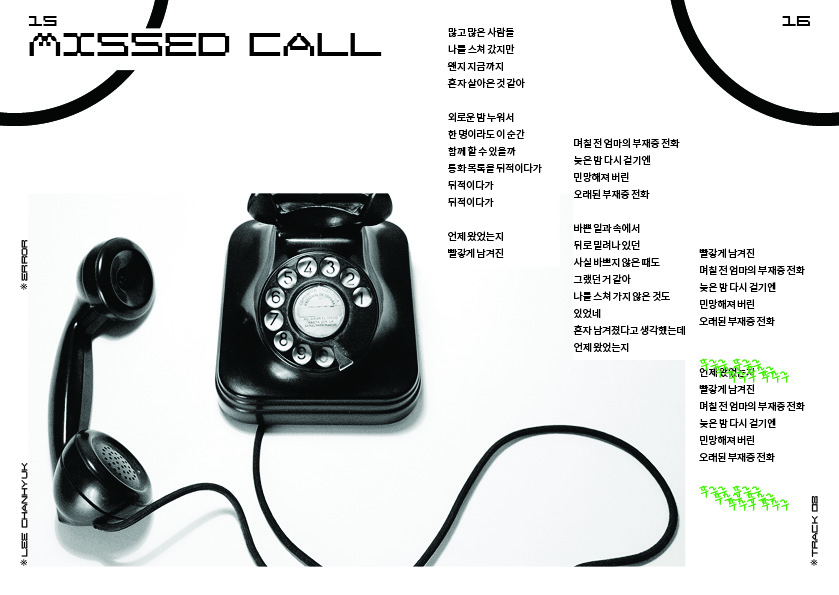 15
MISSED CALL
16
많고 많은 사람들
나를 스쳐 갔지만
왠지 지금까지
혼자 살아온 것 같아
외로운 밤 누워서
한 명이라도 이 순간
함께 할 수 있을까
통화 목록을 뒤적이다가
뒤적이다가
뒤적이다가
언제 왔었는지
빨갛게 남겨진
며칠 전 엄마의 부재중 전화
늦은 밤 다시 걸기엔
민망해져 버린
오래된 부재중 전화
바쁜 일과 속에서
뒤로 밀려나 있던
사실 바쁘지 않은 때도
그랬던 거 같아
나를 스쳐 가지 않은 것도
있었네
혼자 남겨졌다고 생각했는데
언제 왔었는지
빨갛게 남겨진
며칠 전 엄마의 부재중 전화
늦은 밤 다시 걸기엔
민망해져 버린
오래된 부재중 전화
언제 왔었는지
빨갛게 남겨진
며칠 전 엄마의 부재중 전화
늦은 밤 다시 걸기엔
민망해져 버린
오래된 부재중 전화
※ ERROR
※ LEE CHANHYUK
※ TRACK 08
1
2
3
4
5
6
7
8
9
0